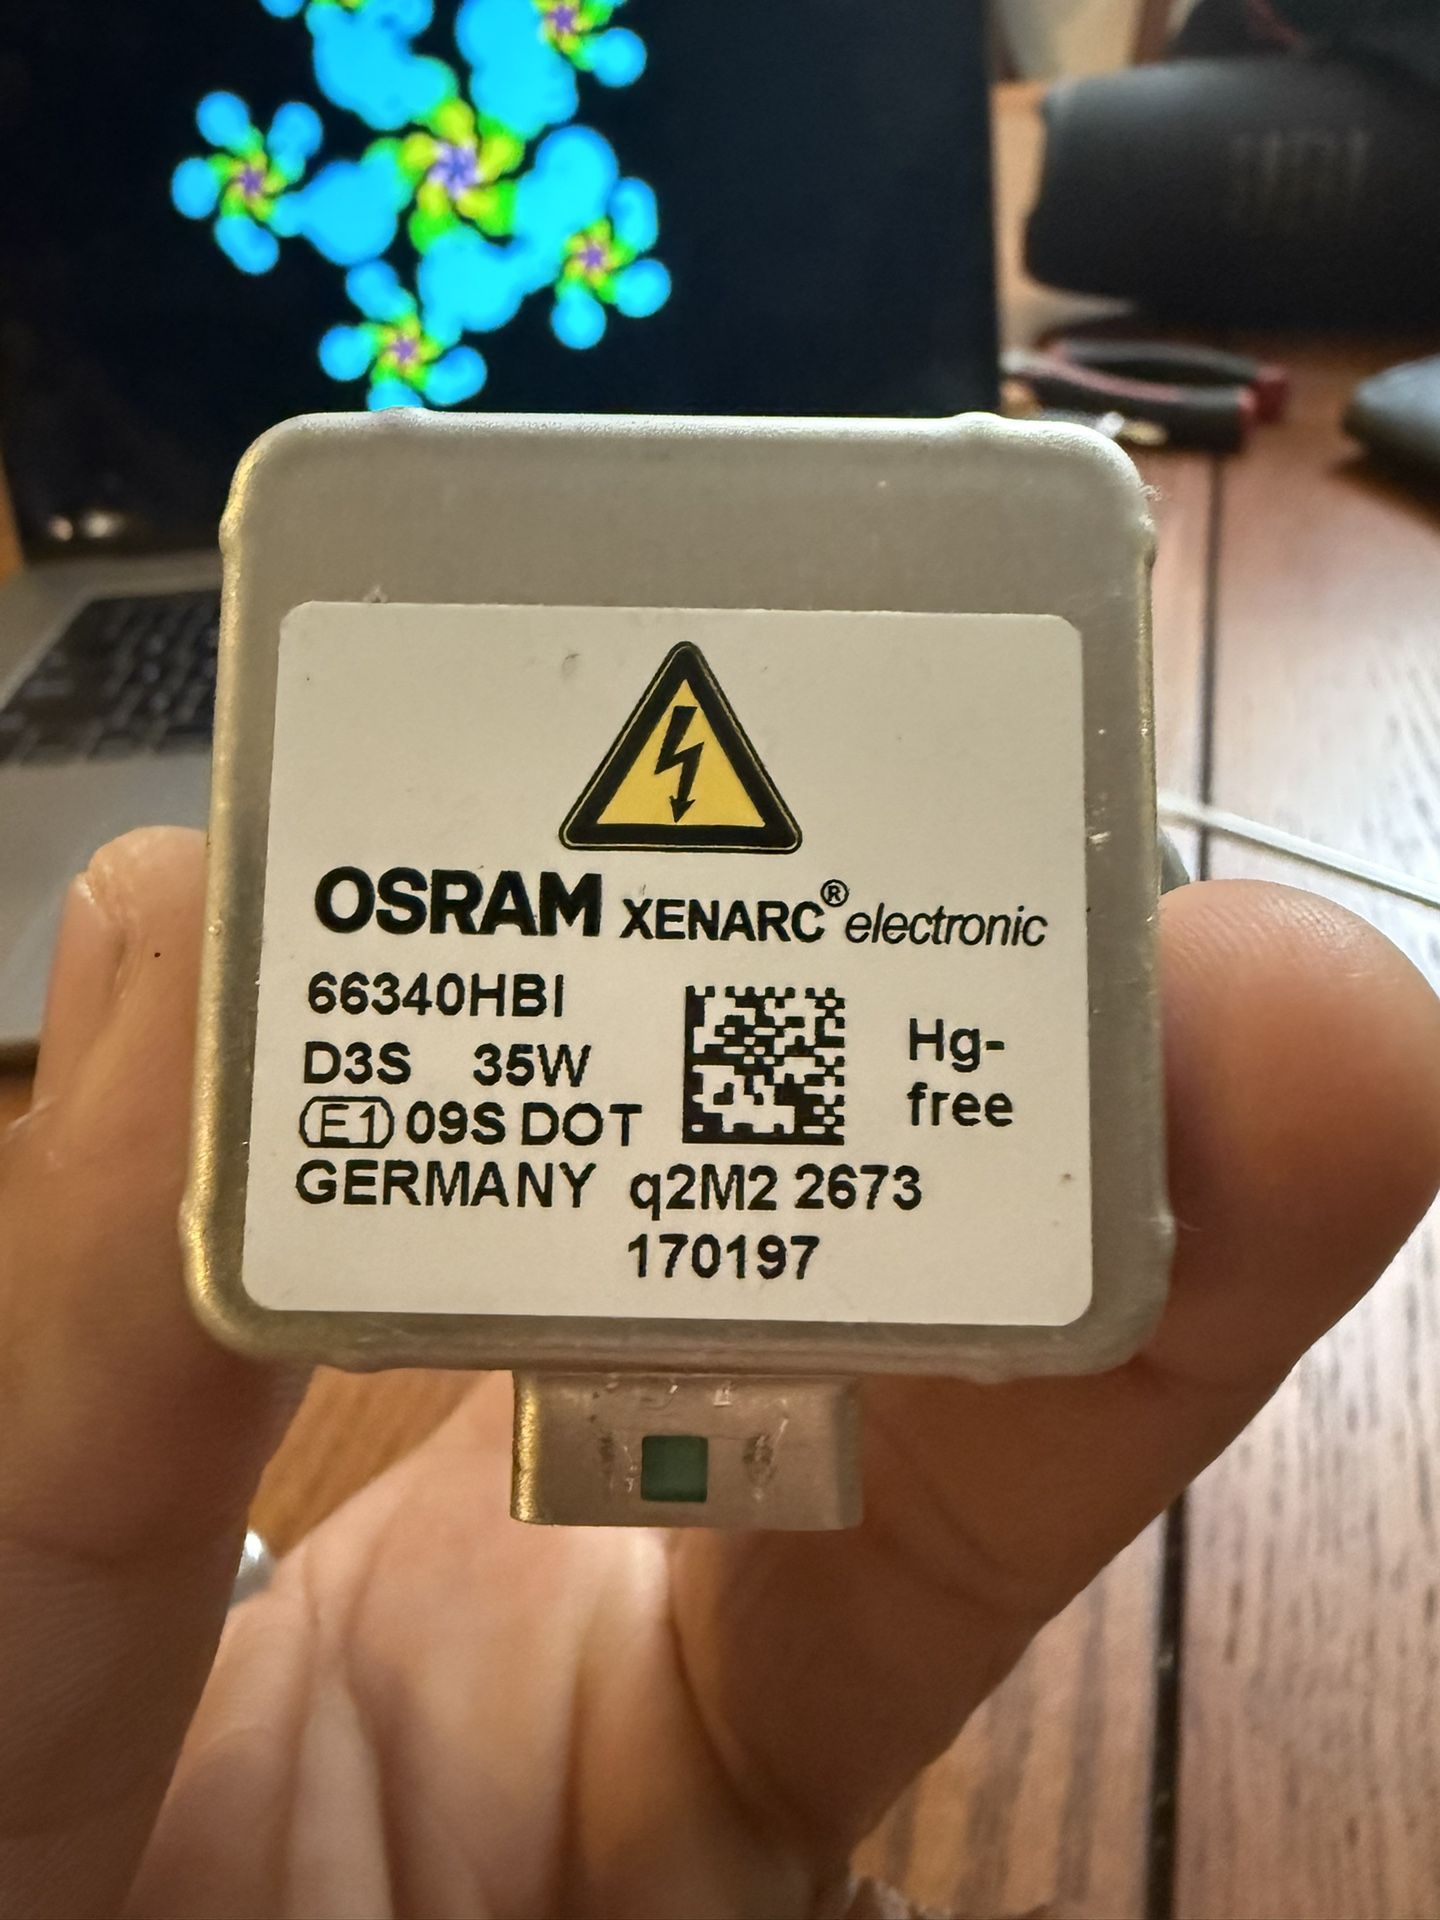 OSRAM XENARC® electronic
66340HBI
D3S 35W
Hg-
free
E1 09S DOT
GERMANY q2M2 2673
170197